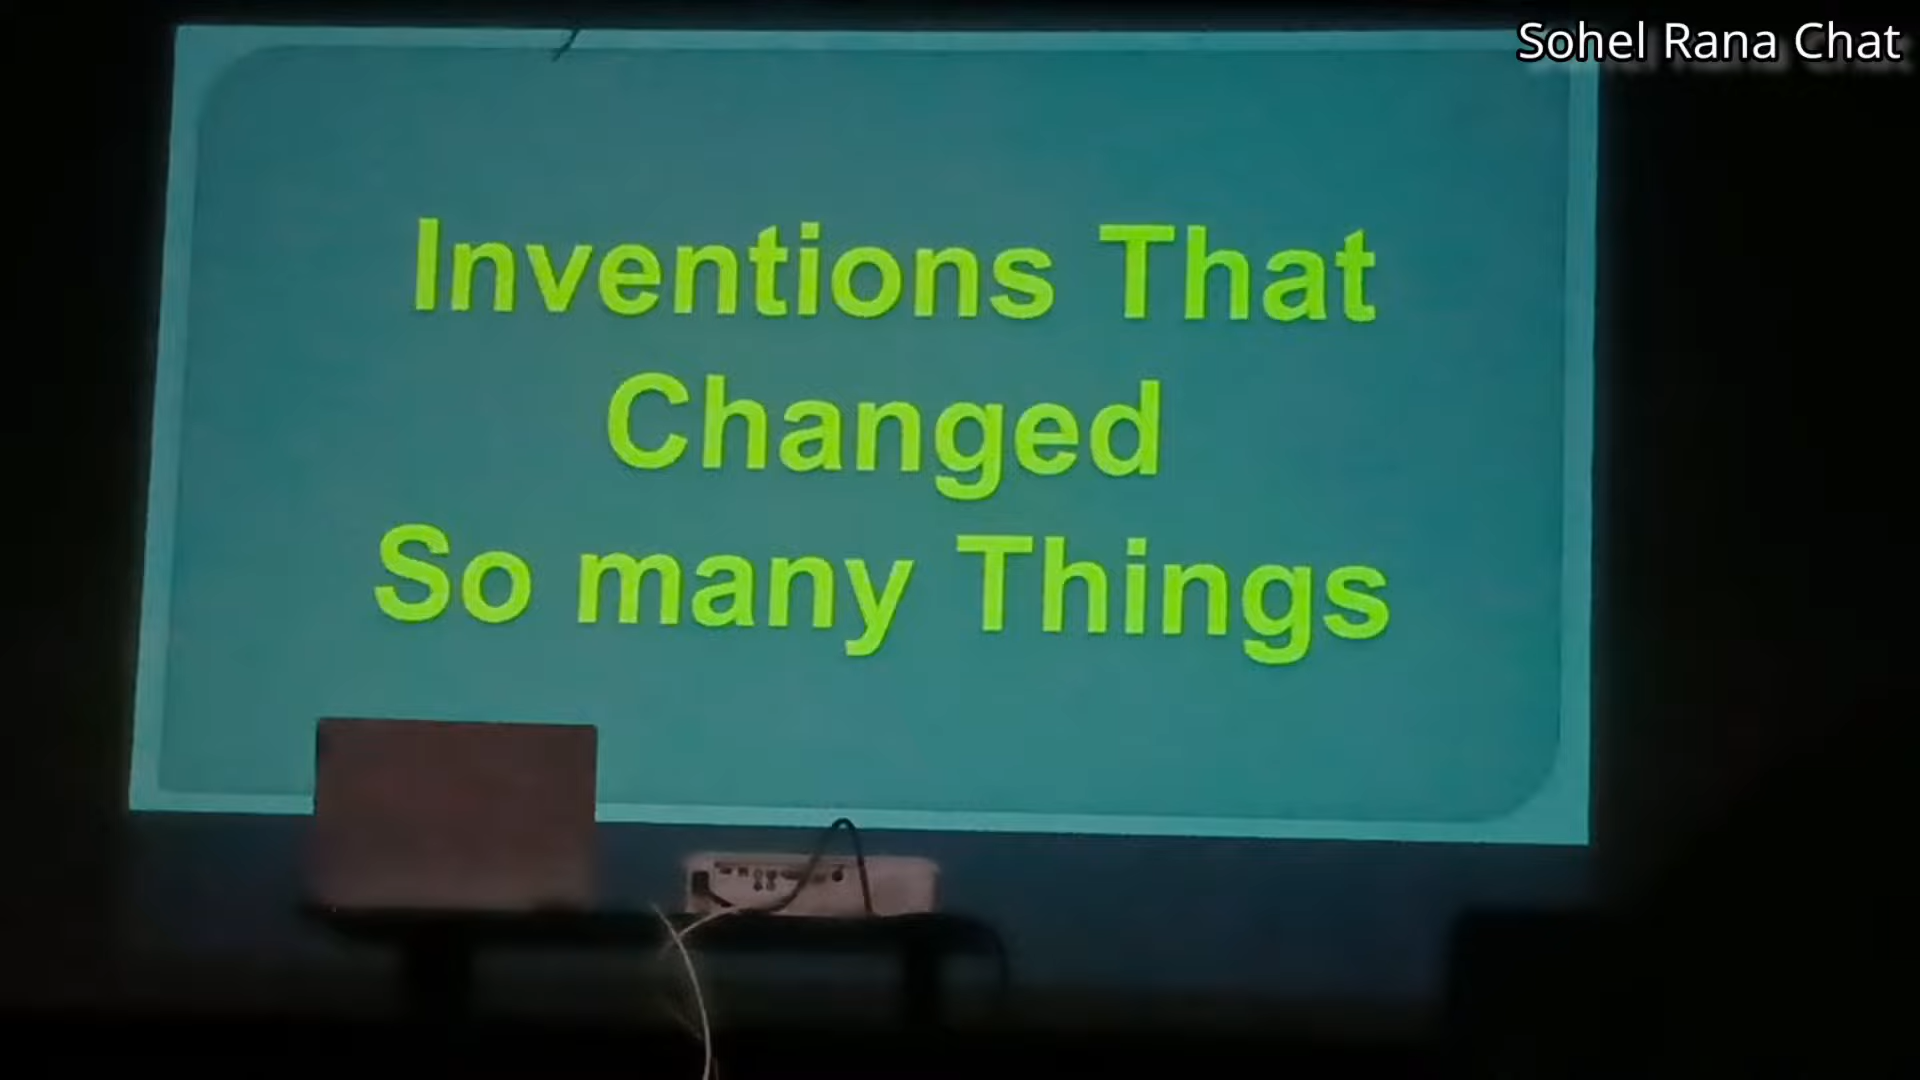 Sohel Rana Chat
Inventions That
Changed
So many Things